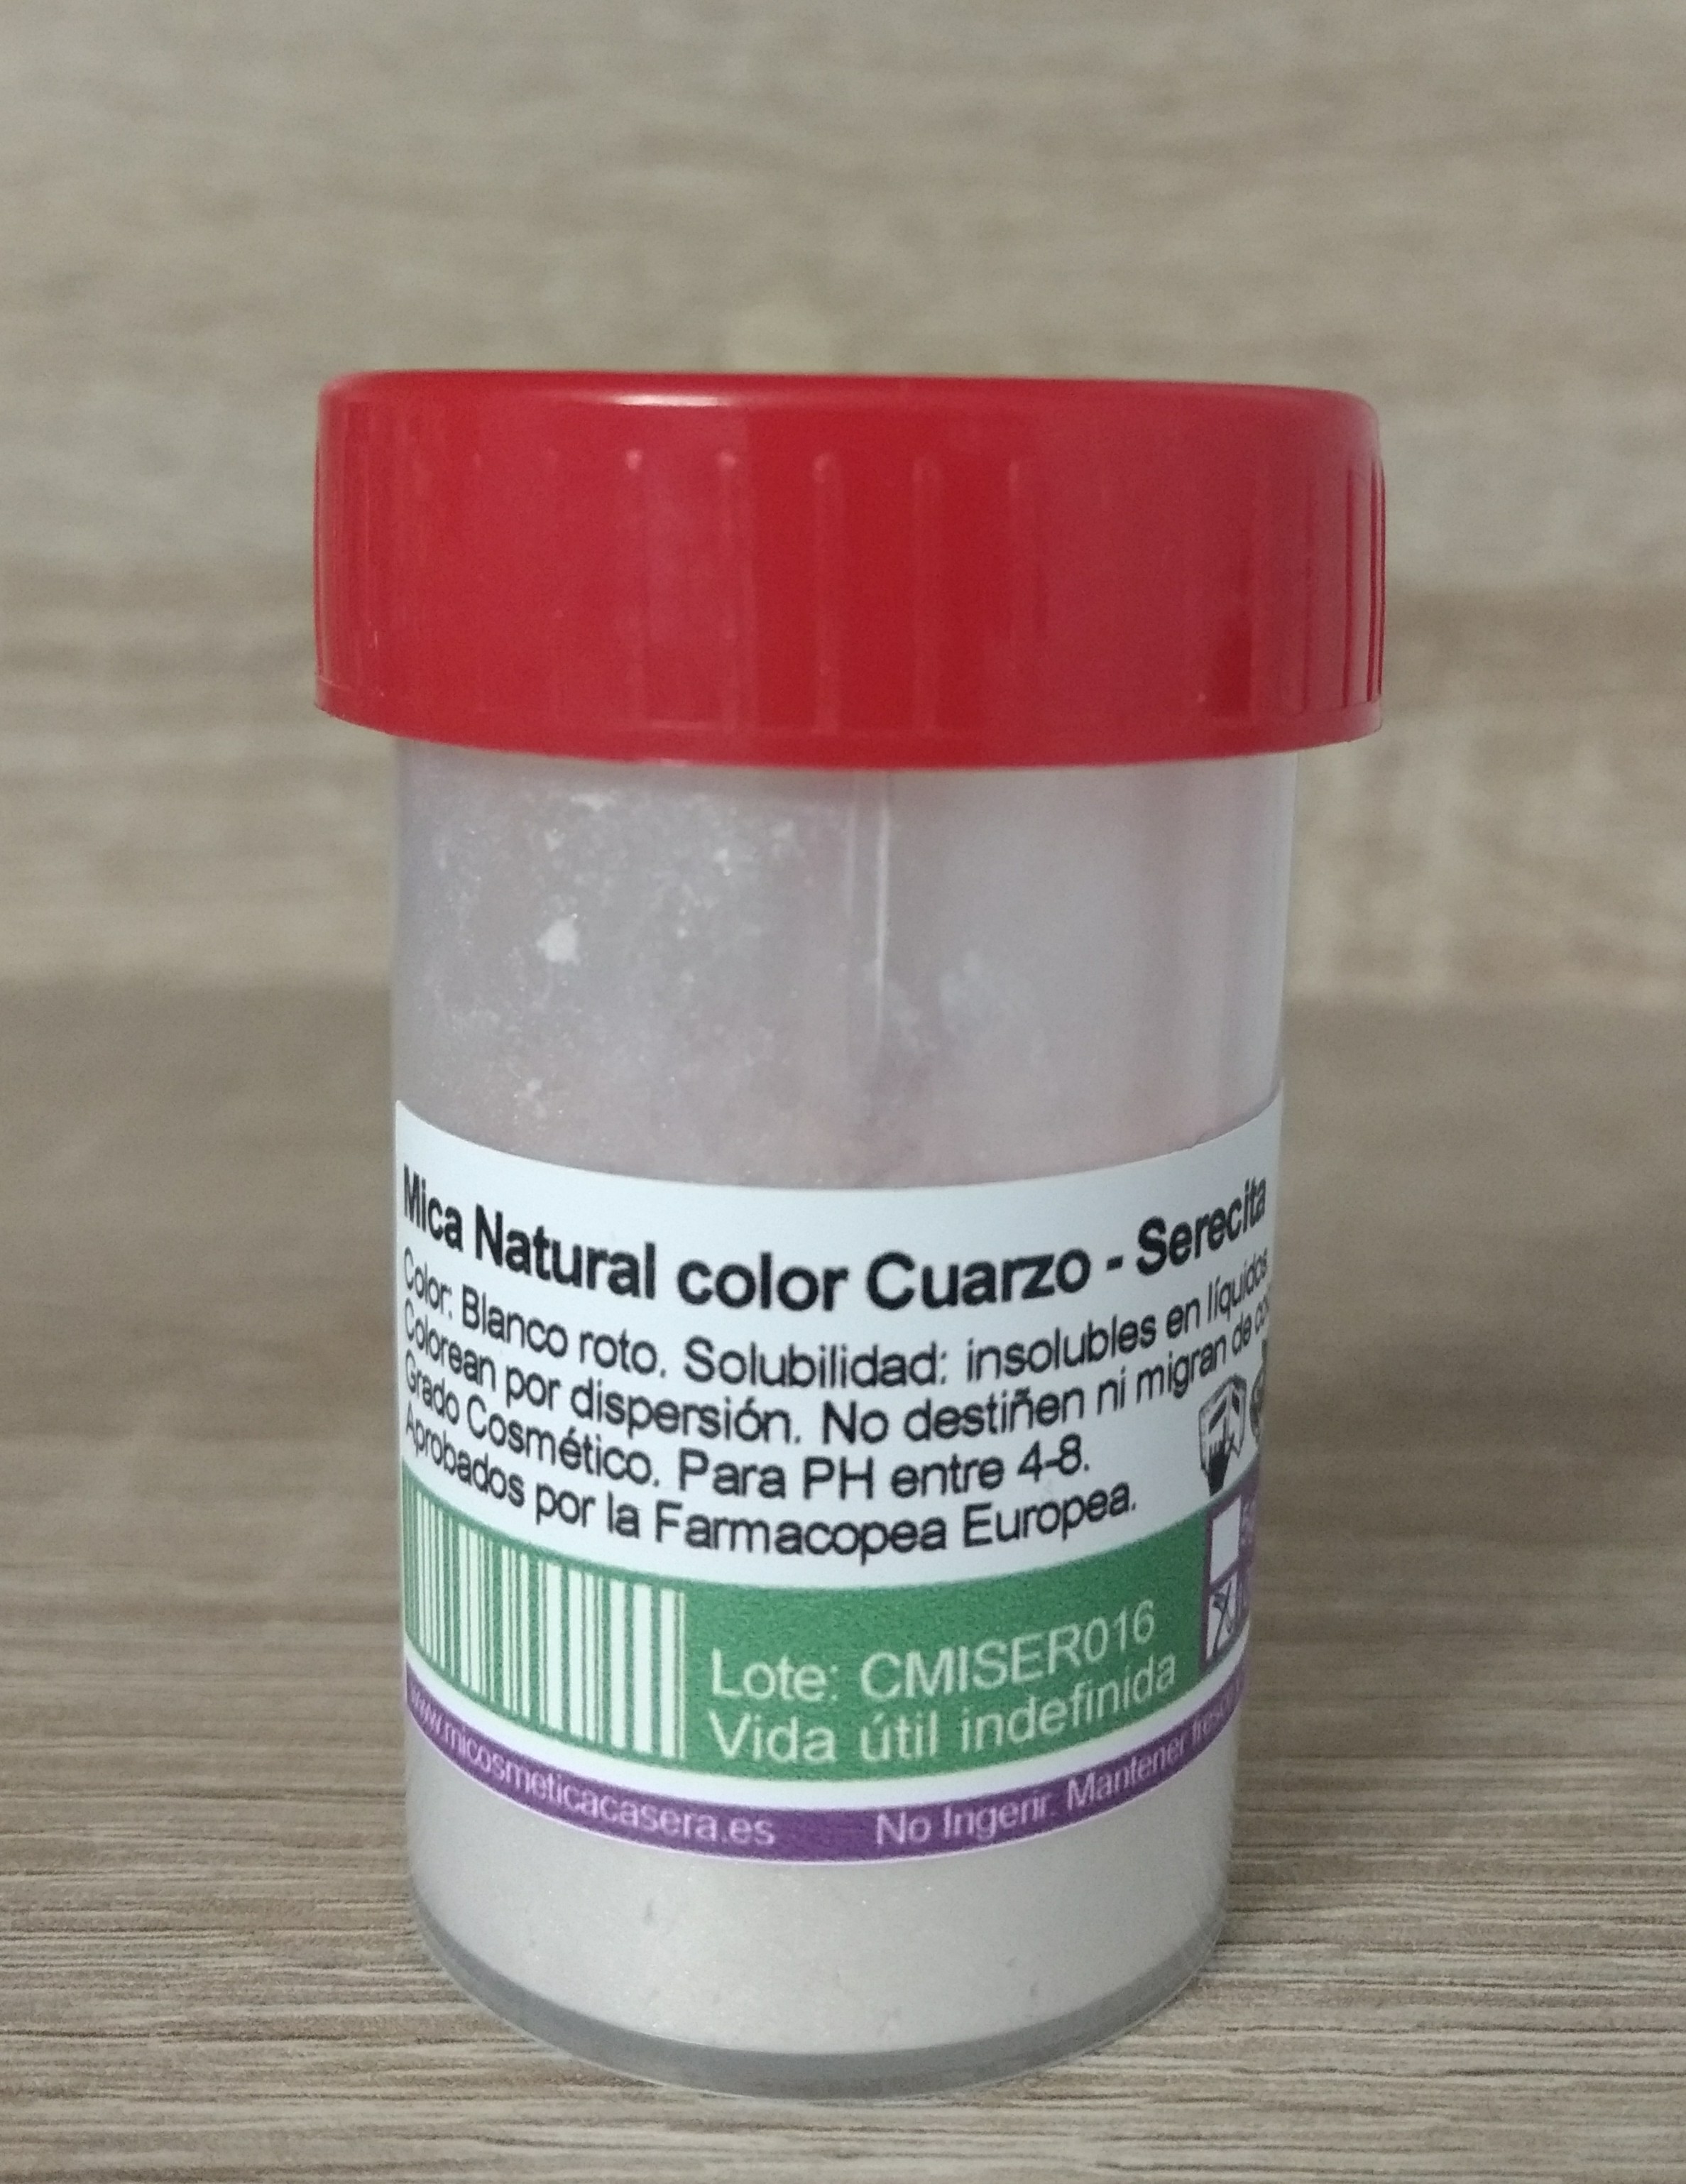 Mica Natural color Cuarzo - Serecita
Color: Blanco roto. Solubilidad: insolubles en líquidos
Colorean por dispersión. No destiñen ni migran de
Grado Cosmético. Para PH entre 4-8.
Aprobados por la Farmacopea Europea.
Lote: CMISER016
Vida útil indefinida
www.micosmeticacasera.es No Ingerir. Mantener